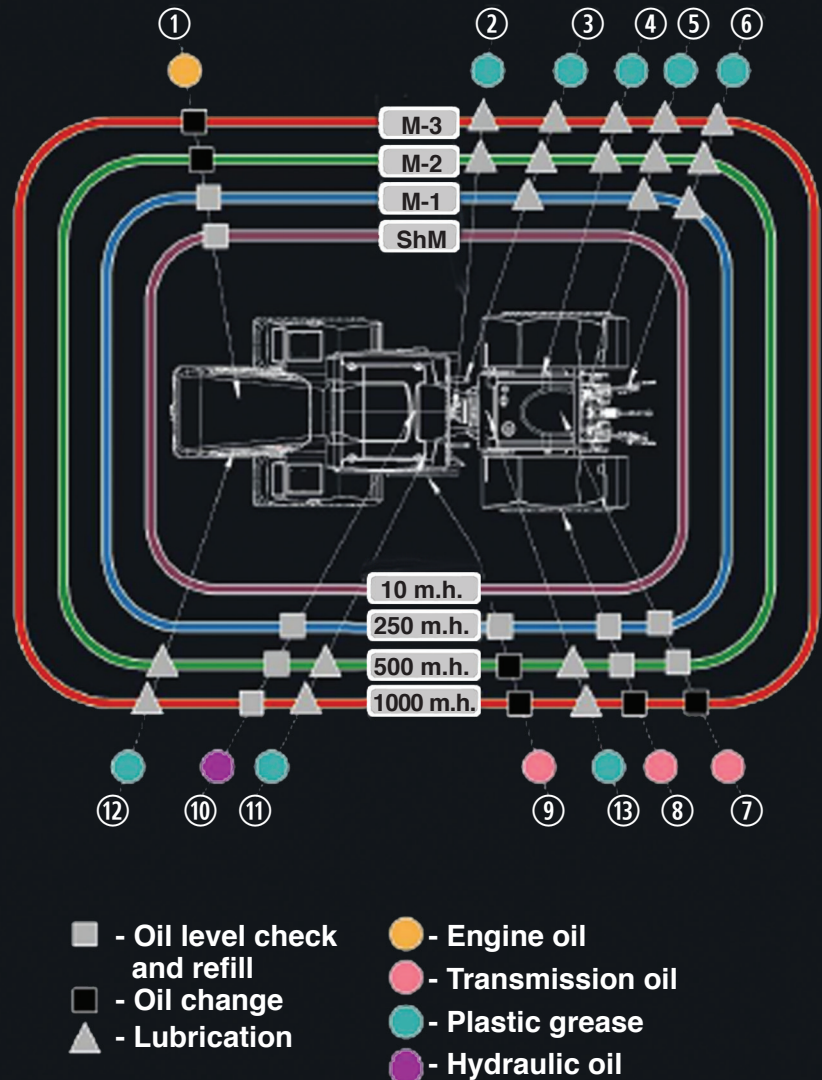 ① ② ③ ④ ⑤ ⑥
M-3
M-2
M-1
ShM
10 m.h.
250 m.h.
500 m.h.
1000 m.h.
⑫ ⑩ ⑪ ⑨ ⑬ ⑧ ⑦
- Oil level check
and refill
- Oil change
- Lubrication
- Engine oil
- Transmission oil
- Plastic grease
- Hydraulic oil